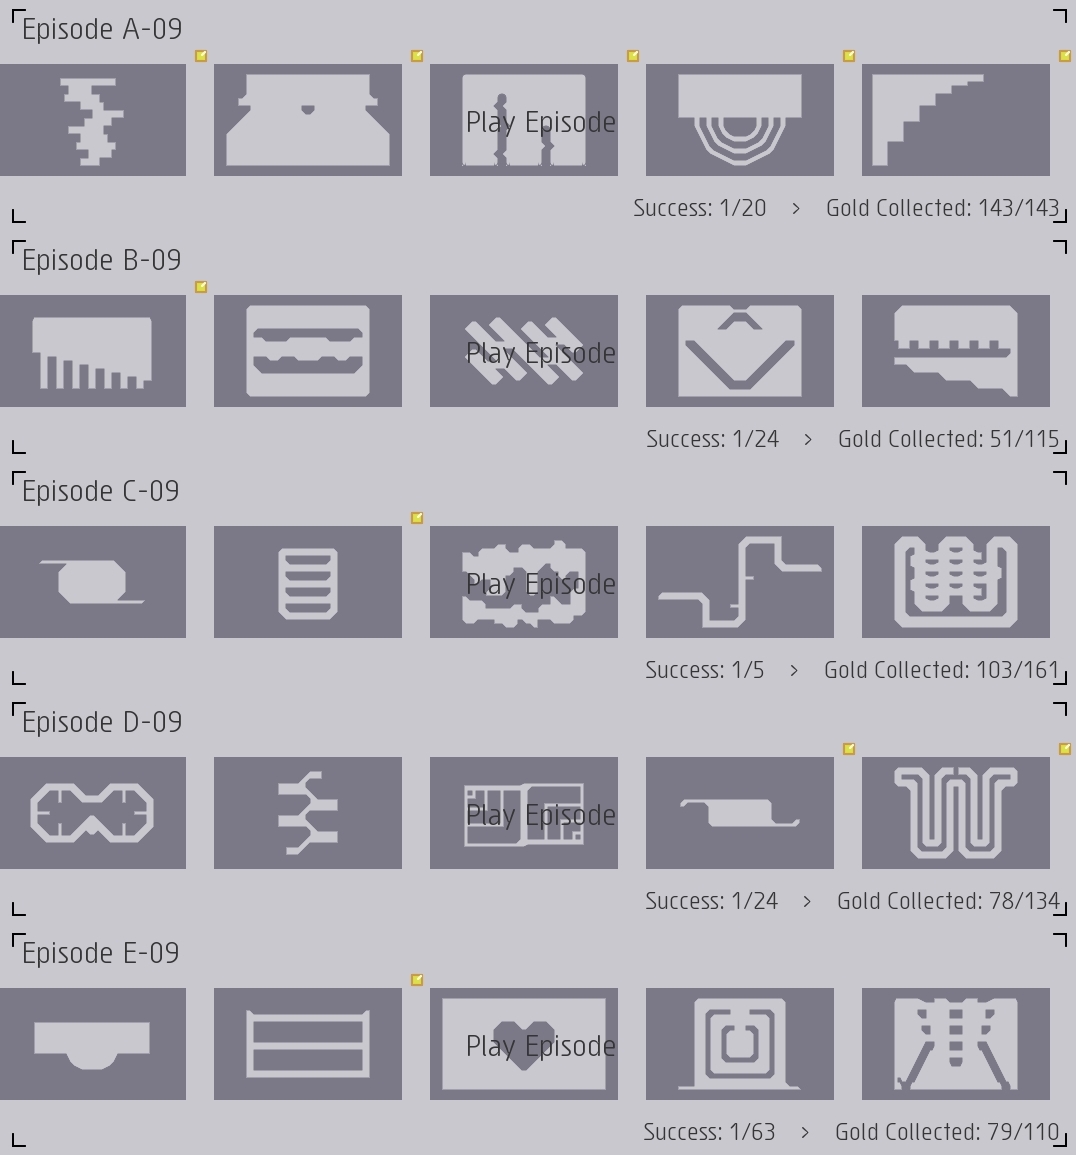 Episode A-09
Play Episode
Success: 1/20 > Gold Collected: 143/143
Episode B-09
Play Episode
Success: 1/24 > Gold Collected: 51/115
Episode C-09
Play Episode
Success: 1/5 > Gold Collected: 103/161
Episode D-09
Play Episode
Success: 1/24 > Gold Collected: 78/134
Episode E-09
Play Episode
Success: 1/63 > Gold Collected: 79/110